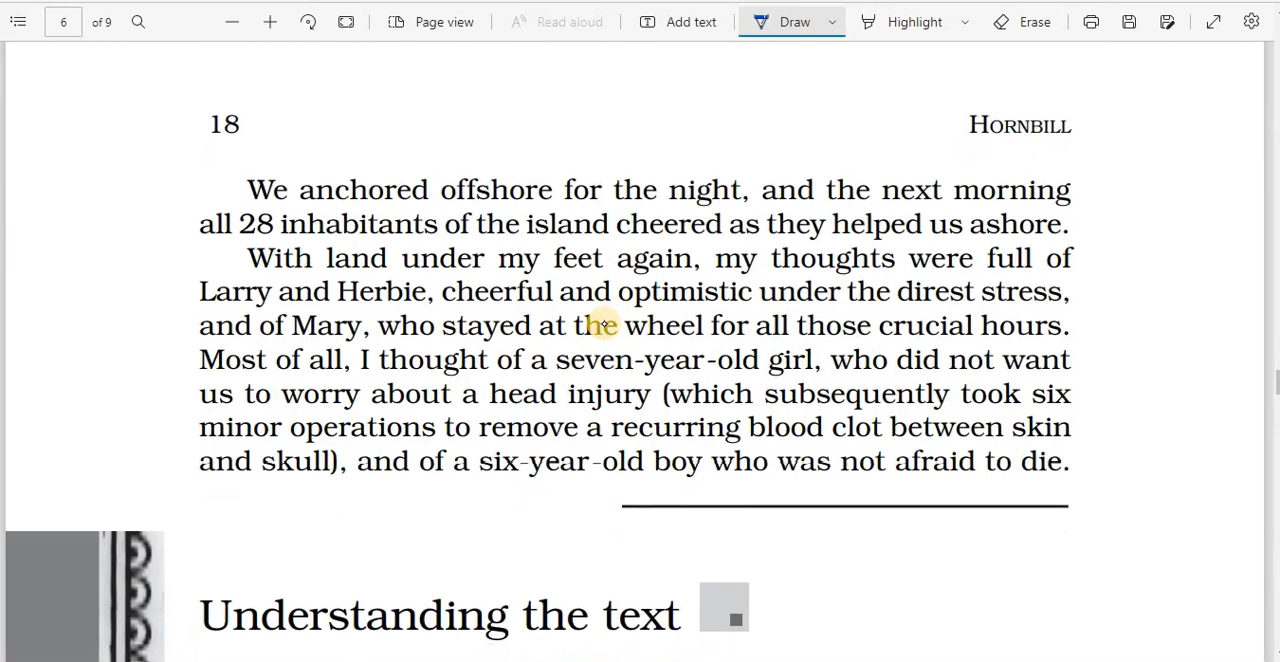 6 of 9 Page view Read aloud Add text Draw Highlight Erase
18 HORNBILL
We anchored offshore for the night, and the next morning
all 28 inhabitants of the island cheered as they helped us ashore.
With land under my feet again, my thoughts were full of
Larry and Herbie, cheerful and optimistic under the direst stress,
and of Mary, who stayed at the wheel for all those crucial hours.
Most of all, I thought of a seven-year-old girl, who did not want
us to worry about a head injury (which subsequently took six
minor operations to remove a recurring blood clot between skin
and skull), and of a six-year-old boy who was not afraid to die.
Understanding the text